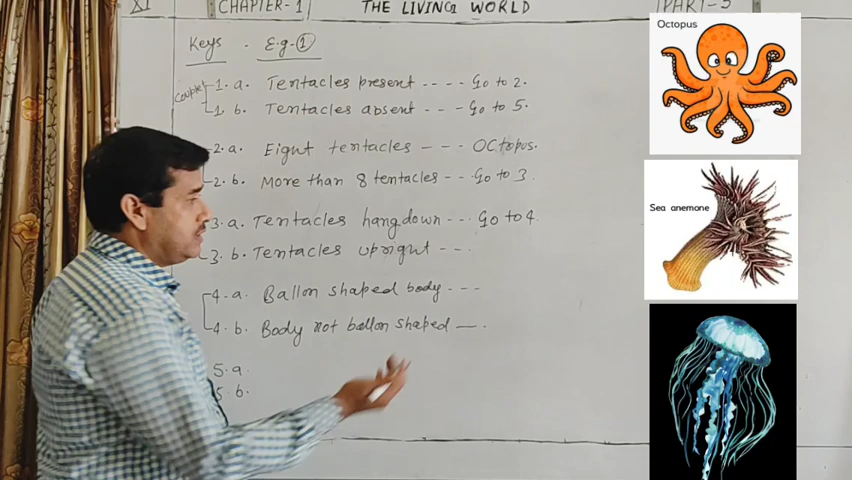 XI CHAPTER-1 THE LIVING WORLD PART-5
Keys - E.g-①
Couplet
1. a. Tentacles present ---- Go to 2.
1. b. Tentacles absent --- Go to 5.
2. a. Eight tentacles --- Octopus.
2. b. More than 8 tentacles -- Go to 3.
3. a. Tentacles hangdown --- Go to 4
3. b. Tentacles upright ---
4. a. Ballon shaped body ---
4. b. Body not ballon shaped --.
5. a.
5 b.
Octopus
Sea anemone